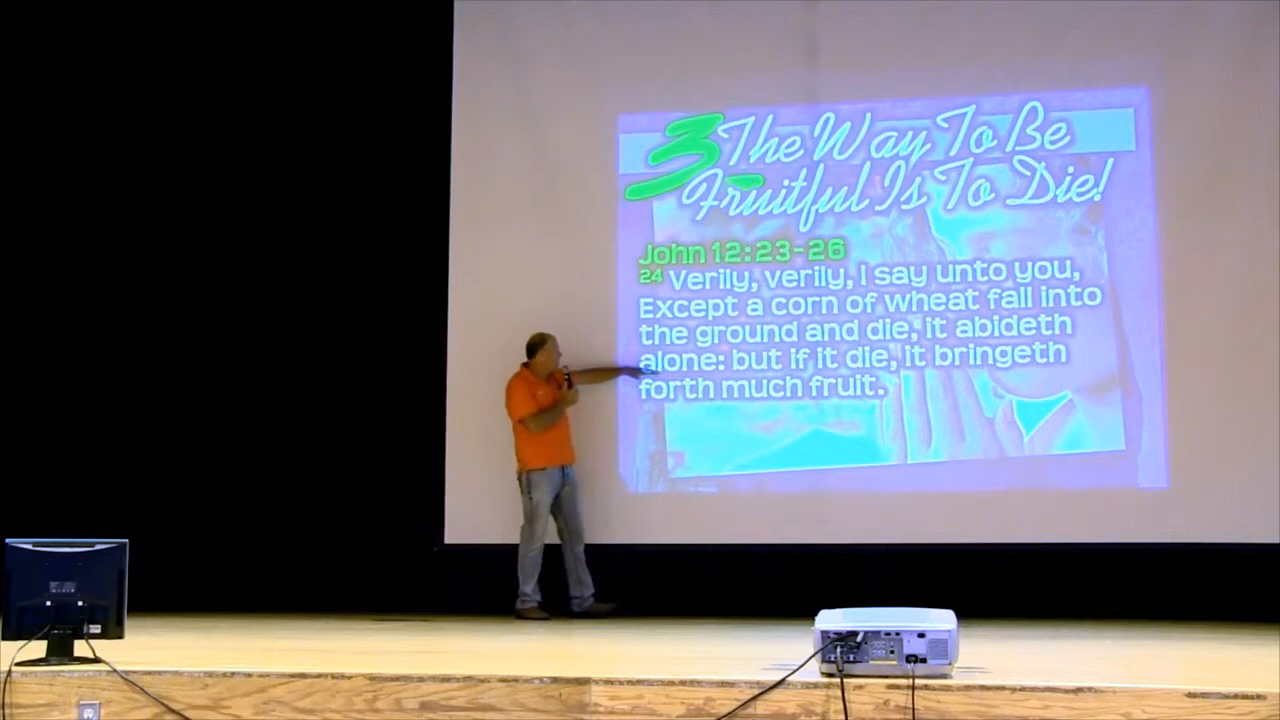 3-The Way To Be
Fruitful Is To Die!
John 12:23-26
24 Verily, verily, I say unto you,
Except a corn of wheat fall into
the ground and die, it abideth
alone: but if it die, it bringeth
forth much fruit.